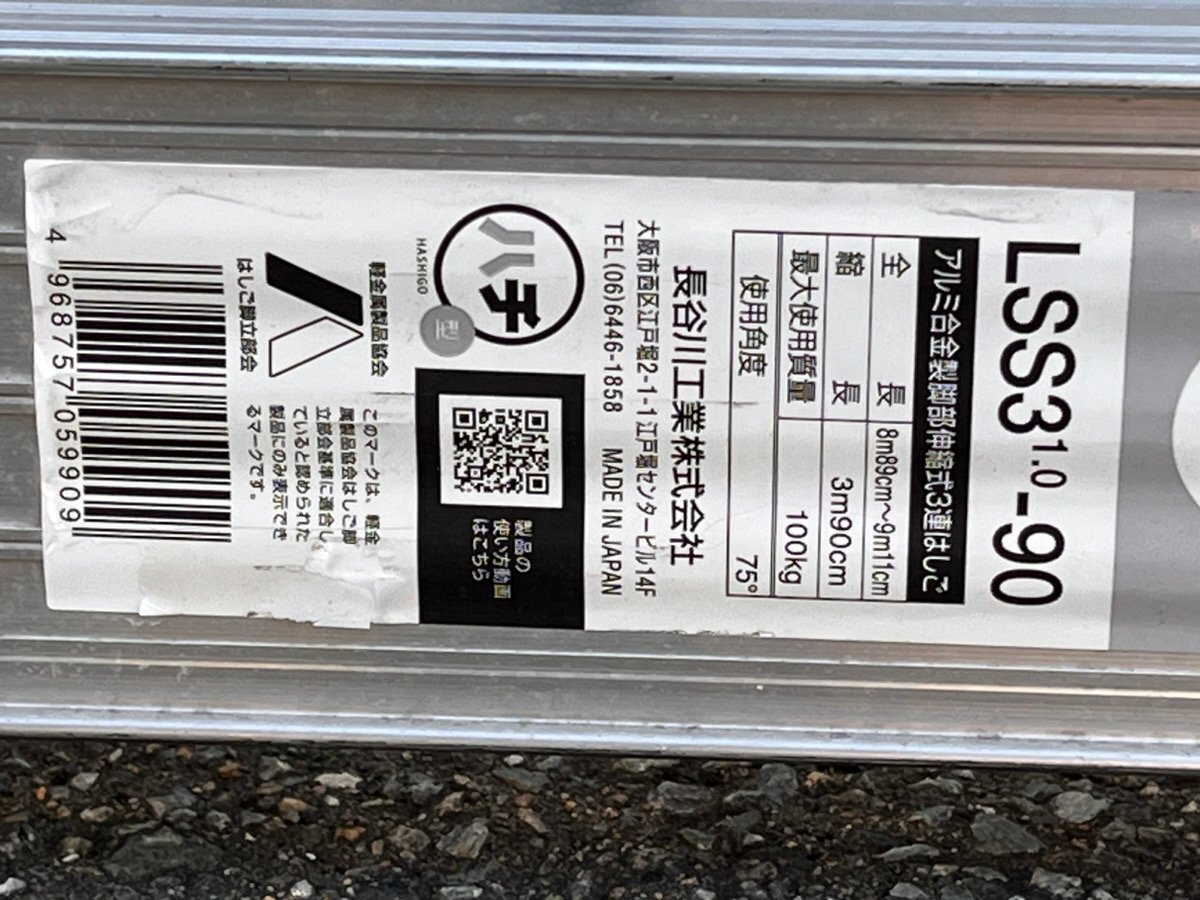 LSS3 1.0-90
アルミ合金製脚部伸縮式3連はしご
全長 8m89cm〜9m11cm
縮長 3m90cm
最大使用質量 100kg
使用角度 75°
長谷川工業株式会社
大阪市西区江戸堀2-1-1 江戸堀センタービル14F
TEL (06)6446-1858 MADE IN JAPAN
ハチ
型
HASHIGO
製品の
使い方動画
はこちら
軽金属製品協会
はしご脚立部会
このマークは、軽金
属製品協会はしご脚
立部会基準に適合し
ていると認められた
製品にのみ表示でき
るマークです。
4 968757 059909